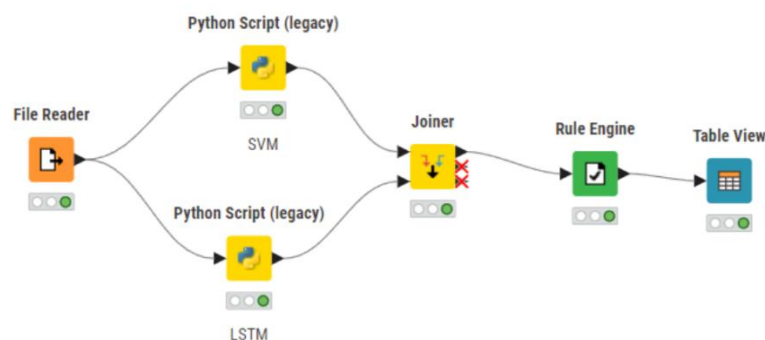 Python Script (legacy)
File Reader
SVM
Joiner
Rule Engine
Table View
Python Script (legacy)
LSTM